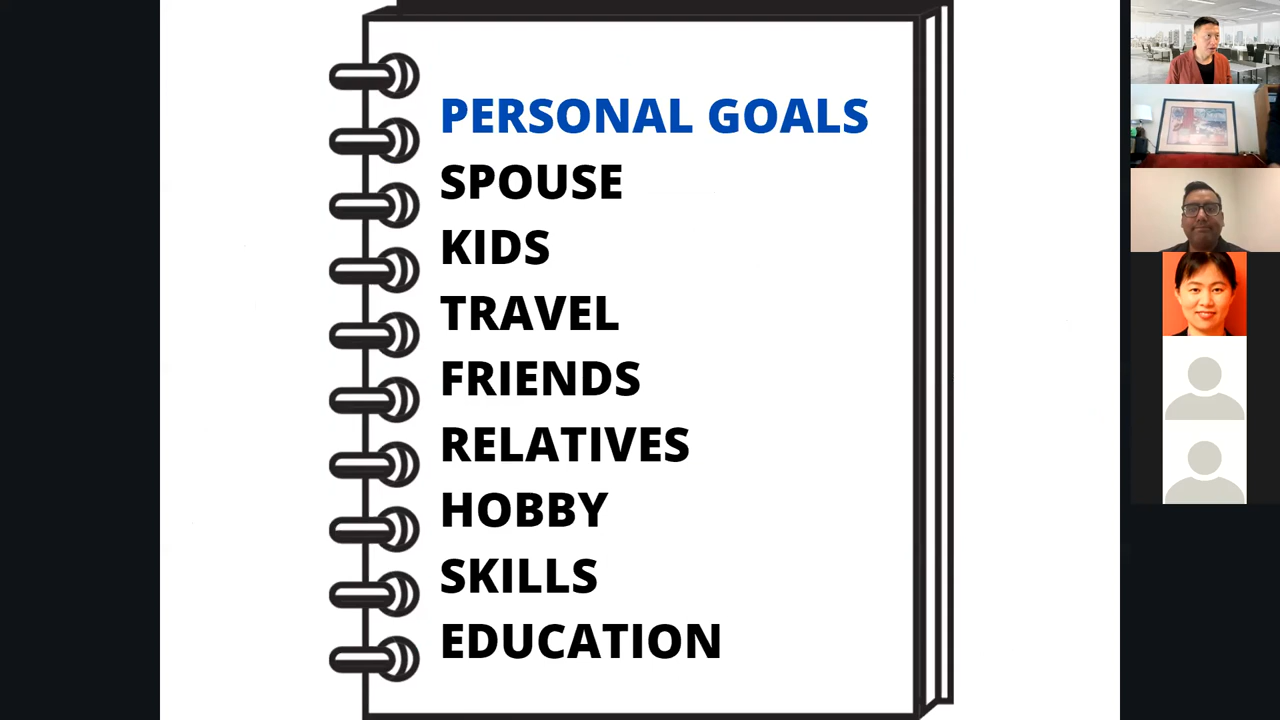 PERSONAL GOALS
SPOUSE
KIDS
TRAVEL
FRIENDS
RELATIVES
HOBBY
SKILLS
EDUCATION